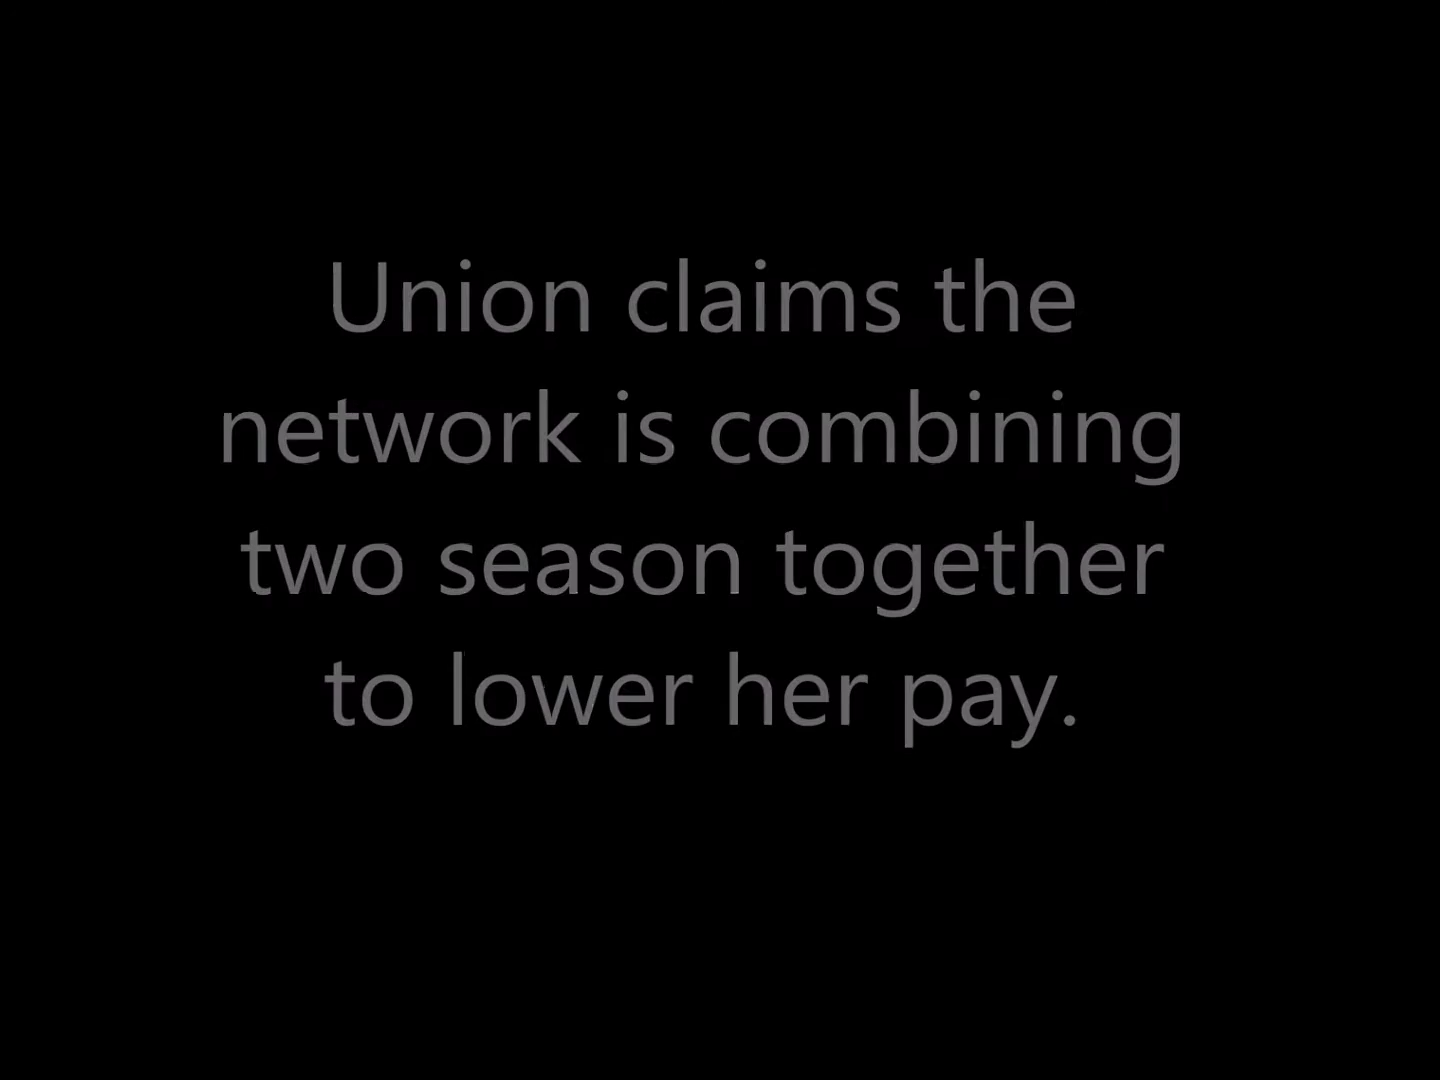 Union claims the
network is combining
two season together
to lower her pay.